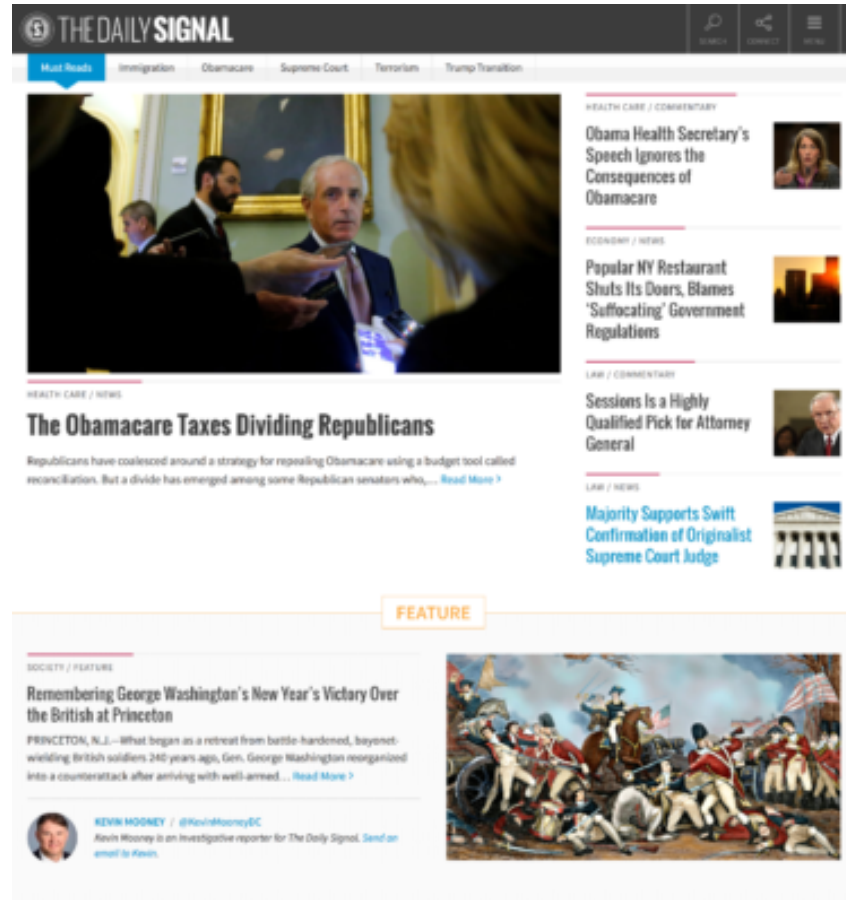 THE DAILY SIGNAL
SEARCH
CONNECT
MENU
Must Reads
Immigration
Obamacare
Supreme Court
Terrorism
Trump Transition
HEALTH CARE / NEWS
The Obamacare Taxes Dividing Republicans
Republicans have coalesced around a strategy for repealing Obamacare using a budget tool called
reconciliation. But a divide has emerged among some Republican senators who,... Read More >
HEALTH CARE / COMMENTARY
Obama Health Secretary's
Speech Ignores the
Consequences of
Obamacare
ECONOMY / NEWS
Popular NY Restaurant
Shuts Its Doors, Blames
'Suffocating' Government
Regulations
LAW / COMMENTARY
Sessions Is a Highly
Qualified Pick for Attorney
General
LAW / NEWS
Majority Supports Swift
Confirmation of Originalist
Supreme Court Judge
FEATURE
SOCIETY / FEATURE
Remembering George Washington's New Year's Victory Over
the British at Princeton
PRINCETON, N.J.—What began as a retreat from battle-hardened, bayonet-
wielding British soldiers 240 years ago, Gen. George Washington reorganized
into a counterattack after arriving with well-armed... Read More >
KEVIN MOONEY / @KevinMooneyDC
Kevin Mooney is an investigative reporter for The Daily Signal. Send an
email to Kevin.